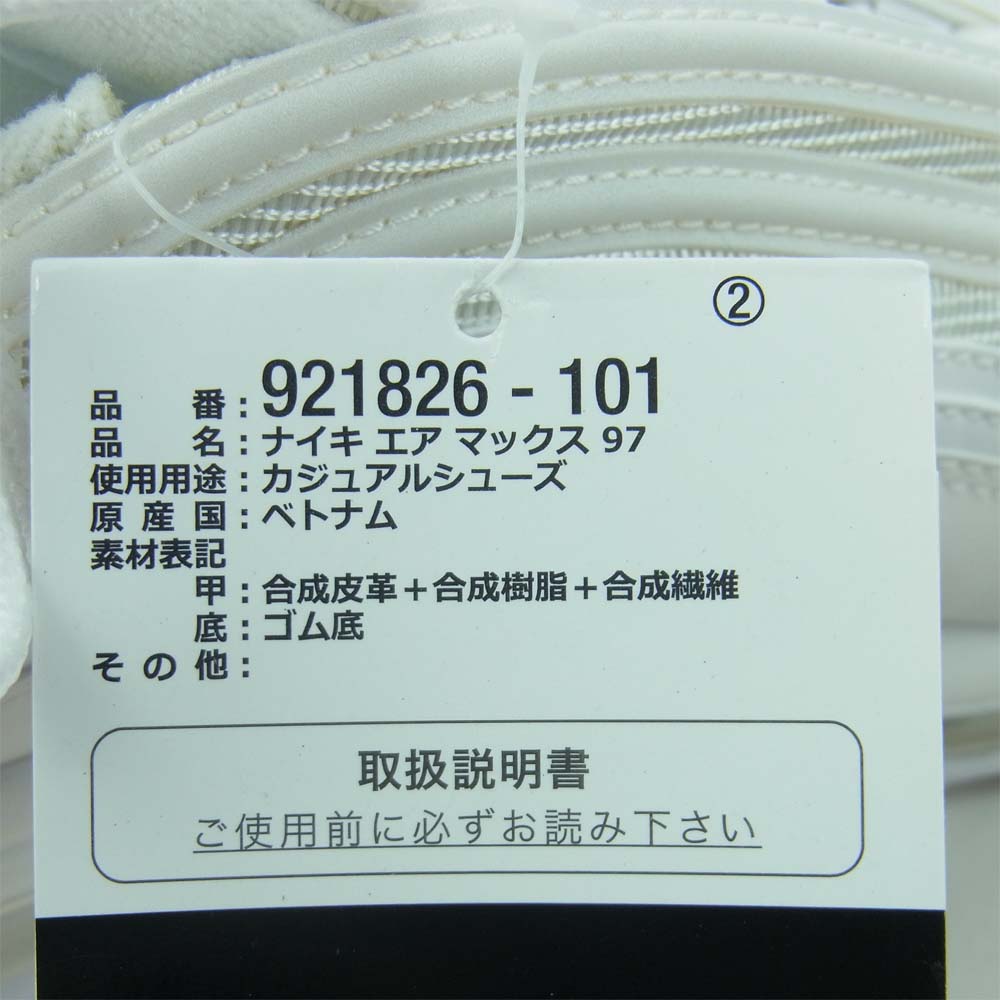 ②
品番:921826-101
品名:ナイキ エア マックス 97
使用用途:カジュアルシューズ
原産国:ベトナム
素材表記
甲:合成皮革+合成樹脂+合成繊維
底:ゴム底
その他:
取扱説明書
ご使用前に必ずお読み下さい